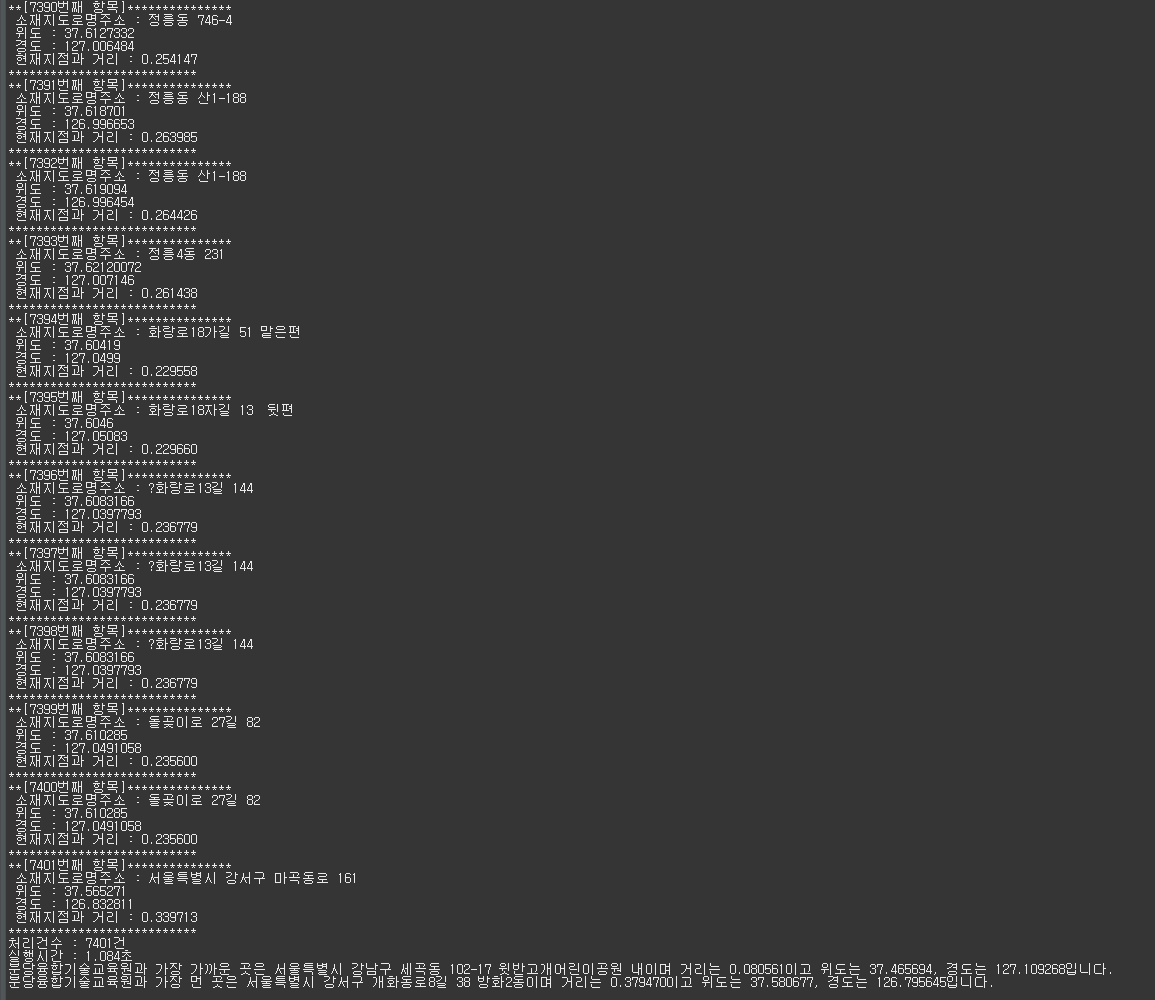 **[7390번째 항목]***************
소재지도로명주소 : 정릉동 746-4
위도 : 37.6127332
경도 : 127.006484
현재지점과 거리 : 0.254147
***************************
**[7391번째 항목]***************
소재지도로명주소 : 정릉동 산1-188
위도 : 37.618701
경도 : 126.996653
현재지점과 거리 : 0.263985
***************************
**[7392번째 항목]***************
소재지도로명주소 : 정릉동 산1-188
위도 : 37.619094
경도 : 126.996454
현재지점과 거리 : 0.264426
***************************
**[7393번째 항목]***************
소재지도로명주소 : 정릉4동 231
위도 : 37.62120072
경도 : 127.007146
현재지점과 거리 : 0.261438
***************************
**[7394번째 항목]***************
소재지도로명주소 : 화랑로18가길 51 맡은편
위도 : 37.60419
경도 : 127.0499
현재지점과 거리 : 0.229558
***************************
**[7395번째 항목]***************
소재지도로명주소 : 화랑로18자길 13  뒷편
위도 : 37.6046
경도 : 127.05083
현재지점과 거리 : 0.229660
***************************
**[7396번째 항목]***************
소재지도로명주소 : ?화랑로13길 144
위도 : 37.6083166
경도 : 127.0397793
현재지점과 거리 : 0.236779
***************************
**[7397번째 항목]***************
소재지도로명주소 : ?화랑로13길 144
위도 : 37.6083166
경도 : 127.0397793
현재지점과 거리 : 0.236779
***************************
**[7398번째 항목]***************
소재지도로명주소 : ?화랑로13길 144
위도 : 37.6083166
경도 : 127.0397793
현재지점과 거리 : 0.236779
***************************
**[7399번째 항목]***************
소재지도로명주소 : 돌곶이로 27길 82
위도 : 37.610285
경도 : 127.0491058
현재지점과 거리 : 0.235600
***************************
**[7400번째 항목]***************
소재지도로명주소 : 돌곶이로 27길 82
위도 : 37.610285
경도 : 127.0491058
현재지점과 거리 : 0.235600
***************************
**[7401번째 항목]***************
소재지도로명주소 : 서울특별시 강서구 마곡동로 161
위도 : 37.565271
경도 : 126.832811
현재지점과 거리 : 0.339713
***************************
처리건수 : 7401건
실행시간 : 1.084초
분당융합기술교육원과 가장 가까운 곳은 서울특별시 강남구 세곡동 102-17 윗반고개어린이공원 내이며 거리는 0.080561이고 위도는 37.465694, 경도는 127.109268입니다.
분당융합기술교육원과 가장 먼 곳은 서울특별시 강서구 개화동로8길 38 방화2동이며 거리는 0.379470이고 위도는 37.580677, 경도는 126.795645입니다.